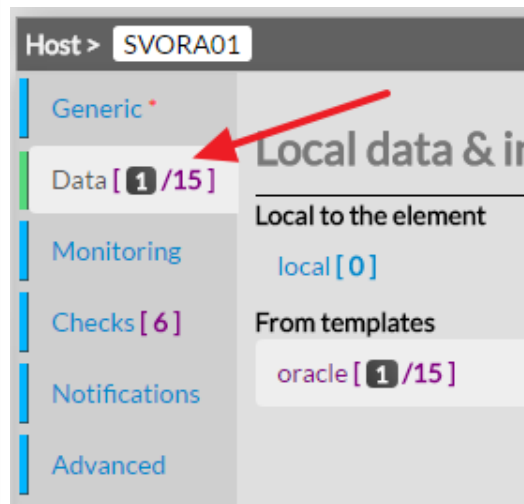 Host > SVORA01
Generic *
Data [ 1 /15 ]
Monitoring
Checks [ 6 ]
Notifications
Advanced
Local data &
Local to the element
local [ 0 ]
From templates
oracle [ 1 /15 ]